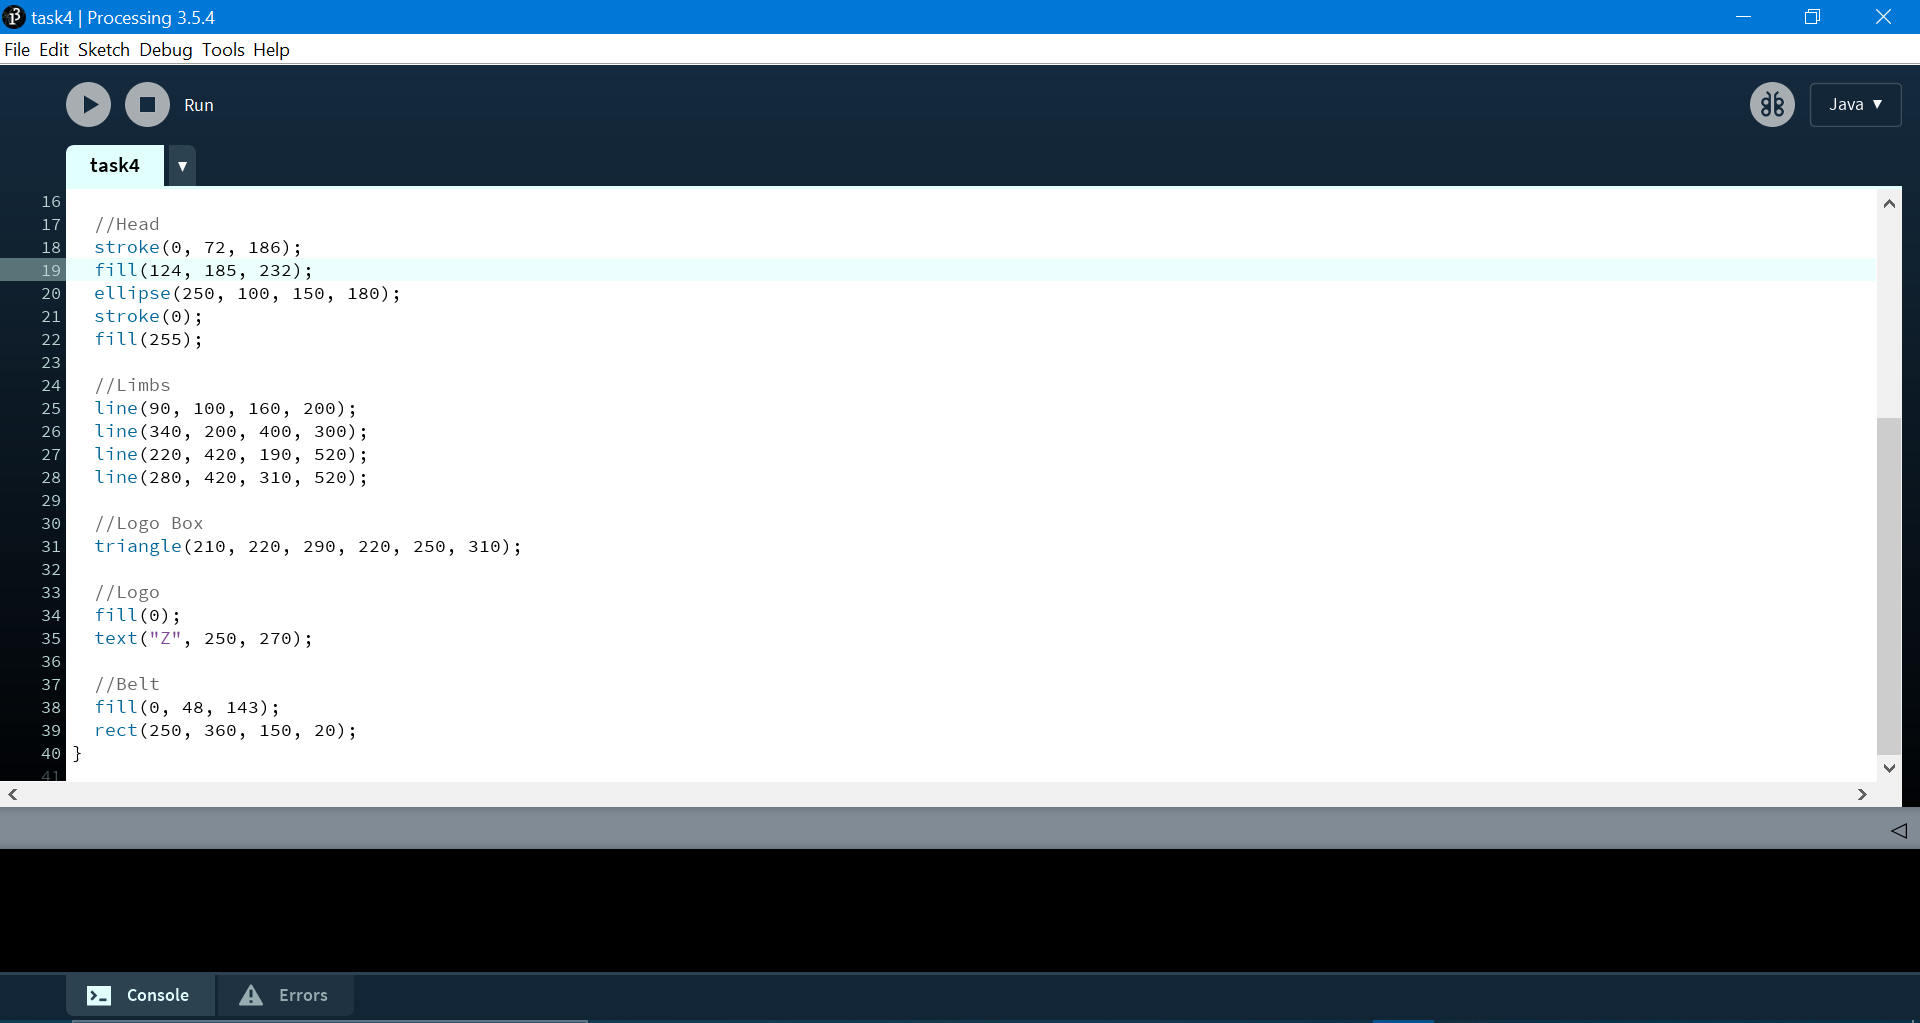 task4 | Processing 3.5.4
File Edit Sketch Debug Tools Help
Run
Java ▼
task4 ▼
16
17 //Head
18 stroke(0, 72, 186);
19 fill(124, 185, 232);
20 ellipse(250, 100, 150, 180);
21 stroke(0);
22 fill(255);
23
24 //Limbs
25 line(90, 100, 160, 200);
26 line(340, 200, 400, 300);
27 line(220, 420, 190, 520);
28 line(280, 420, 310, 520);
29
30 //Logo Box
31 triangle(210, 220, 290, 220, 250, 310);
32
33 //Logo
34 fill(0);
35 text("Z", 250, 270);
36
37 //Belt
38 fill(0, 48, 143);
39 rect(250, 360, 150, 20);
40 }
41
Console Errors